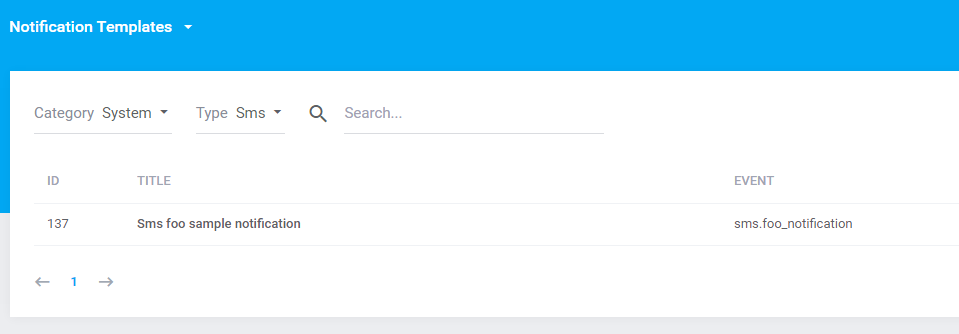 Notification Templates
Category System Type Sms Search...
ID TITLE EVENT
137 Sms foo sample notification sms.foo_notification
1